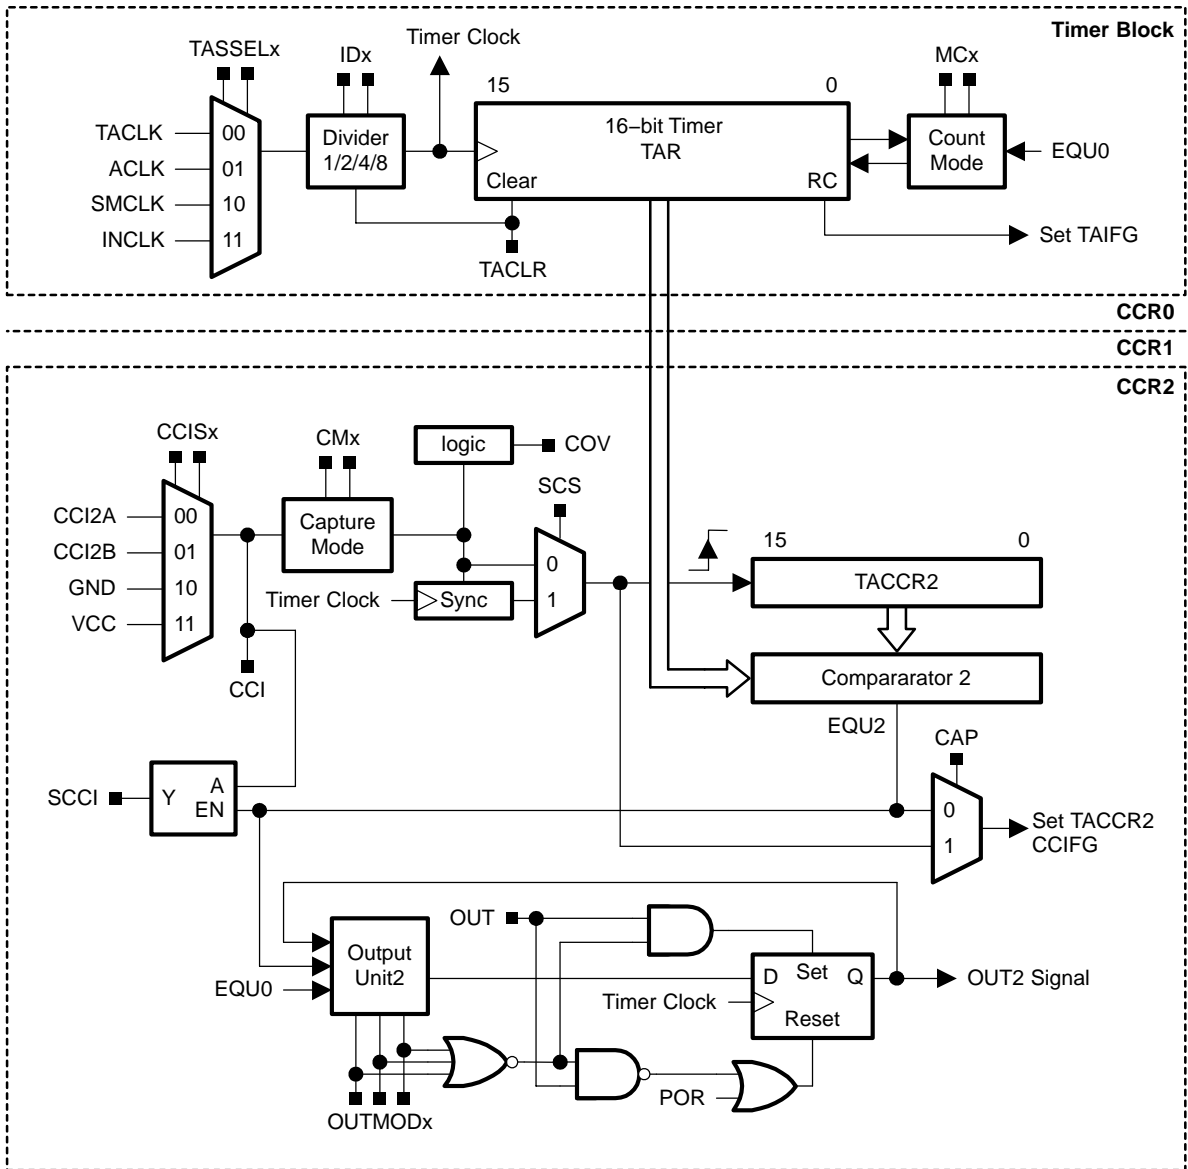 Timer Block
Timer Clock
TASSELx
IDx
MCx
15
0
TACLK
00
ACLK
01
SMCLK
10
INCLK
11
Divider
1/2/4/8
16−bit Timer
TAR
Clear
RC
Count
Mode
EQU0
Set TAIFG
TACLR
CCR0
CCR1
CCR2
CCISx
CMx
logic
COV
SCS
CCI2A
00
CCI2B
01
GND
10
VCC
11
Capture
Mode
0
1
Timer Clock
Sync
15
0
TACCR2
Compararator 2
CCI
EQU2
CAP
SCCI
Y
A
EN
0
1
Set TACCR2
CCIFG
OUT
Output
Unit2
EQU0
D
Set
Q
Timer Clock
Reset
OUT2 Signal
POR
OUTMODx